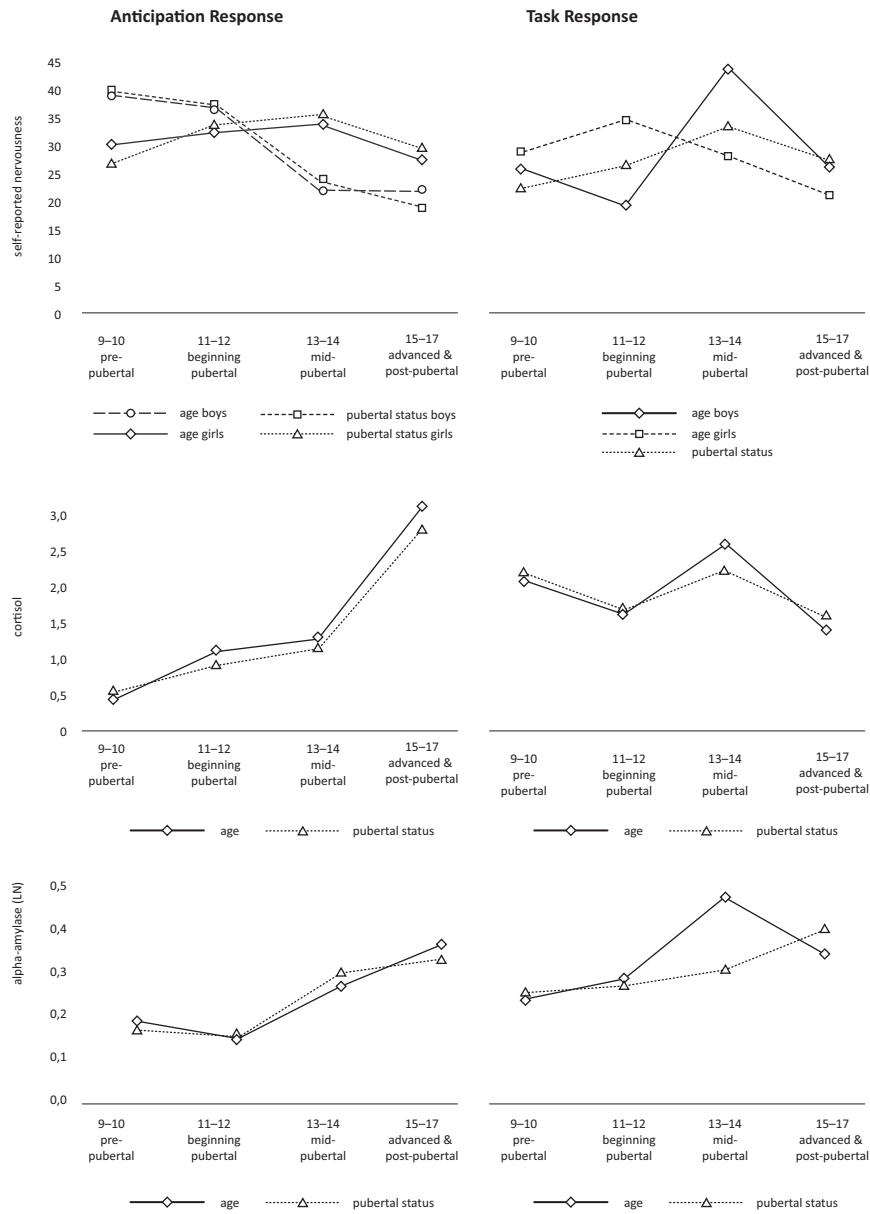 Anticipation Response
Task Response
self-reported nervousness
45
40
35
30
25
20
15
10
5
0
9–10
pre-
pubertal
11–12
beginning
pubertal
13–14
mid-
pubertal
15–17
advanced &
post-pubertal
9–10
pre-
pubertal
11–12
beginning
pubertal
13–14
mid-
pubertal
15–17
advanced &
post-pubertal
age boys
pubertal status boys
age girls
pubertal status girls
age boys
age girls
pubertal status
cortisol
3,0
2,5
2,0
1,5
1,0
0,5
0
9–10
pre-
pubertal
11–12
beginning
pubertal
13–14
mid-
pubertal
15–17
advanced &
post-pubertal
9–10
pre-
pubertal
11–12
beginning
pubertal
13–14
mid-
pubertal
15–17
advanced &
post-pubertal
age
pubertal status
age
pubertal status
alpha-amylase (LN)
0,5
0,4
0,3
0,2
0,1
0,0
9–10
pre-
pubertal
11–12
beginning
pubertal
13–14
mid-
pubertal
15–17
advanced &
post-pubertal
9–10
pre-
pubertal
11–12
beginning
pubertal
13–14
mid-
pubertal
15–17
advanced &
post-pubertal
age
pubertal status
age
pubertal status